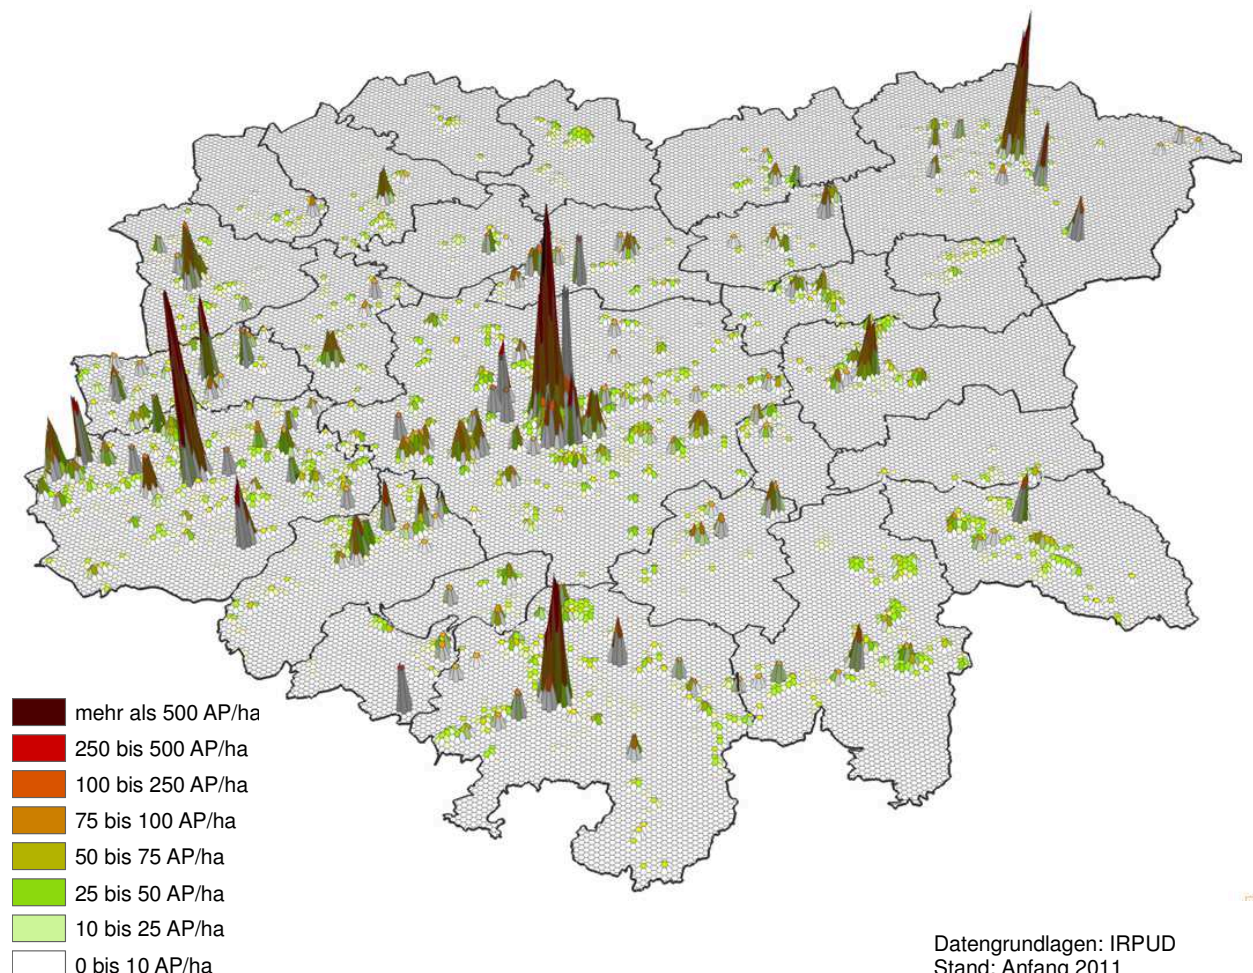 mehr als 500 AP/ha
250 bis 500 AP/ha
100 bis 250 AP/ha
75 bis 100 AP/ha
50 bis 75 AP/ha
25 bis 50 AP/ha
10 bis 25 AP/ha
0 bis 10 AP/ha
Datengrundlagen: IRPUD
Stand: Anfang 2011